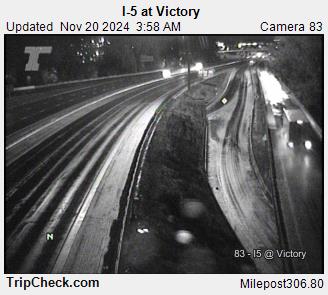 I-5 at Victory
Updated  Nov 20 2024  3:58 AM  Camera 83
T
N
83 - I5 @ Victory
TripCheck.com  Milepost306.80